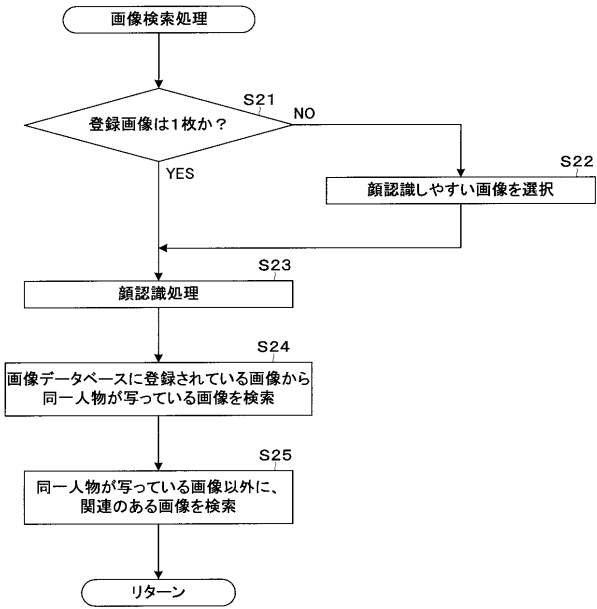 画像検索処理
S21
登録画像は1枚か？
NO
YES
S22
顔認識しやすい画像を選択
S23
顔認識処理
S24
画像データベースに登録されている画像から
同一人物が写っている画像を検索
S25
同一人物が写っている画像以外に、
関連のある画像を検索
リターン